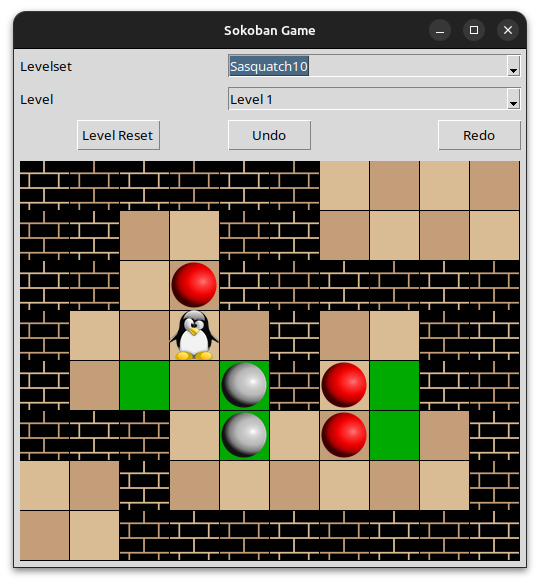 Sokoban Game
Levelset
Sasquatch10
Level
Level 1
Level Reset
Undo
Redo